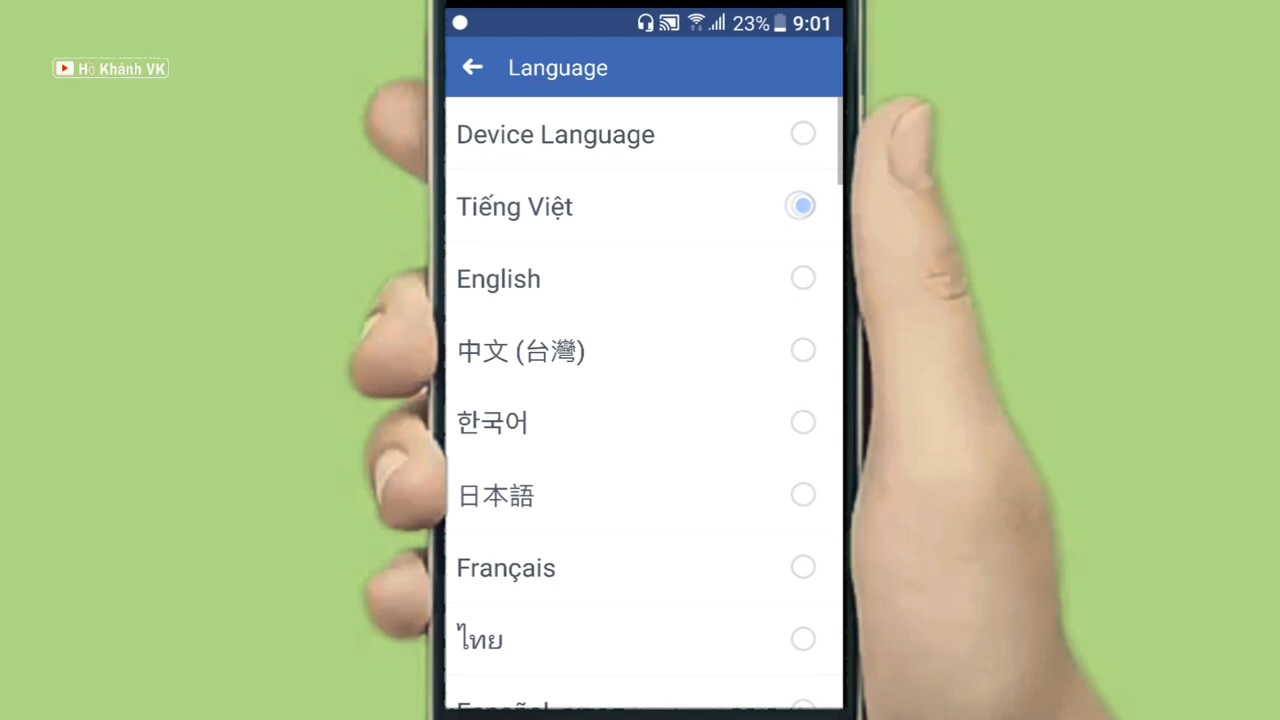 Hồ Khánh VK
23% 9:01
Language
Device Language
Tiếng Việt
English
中文 (台灣)
한국어
日本語
Français
ไทย
Español